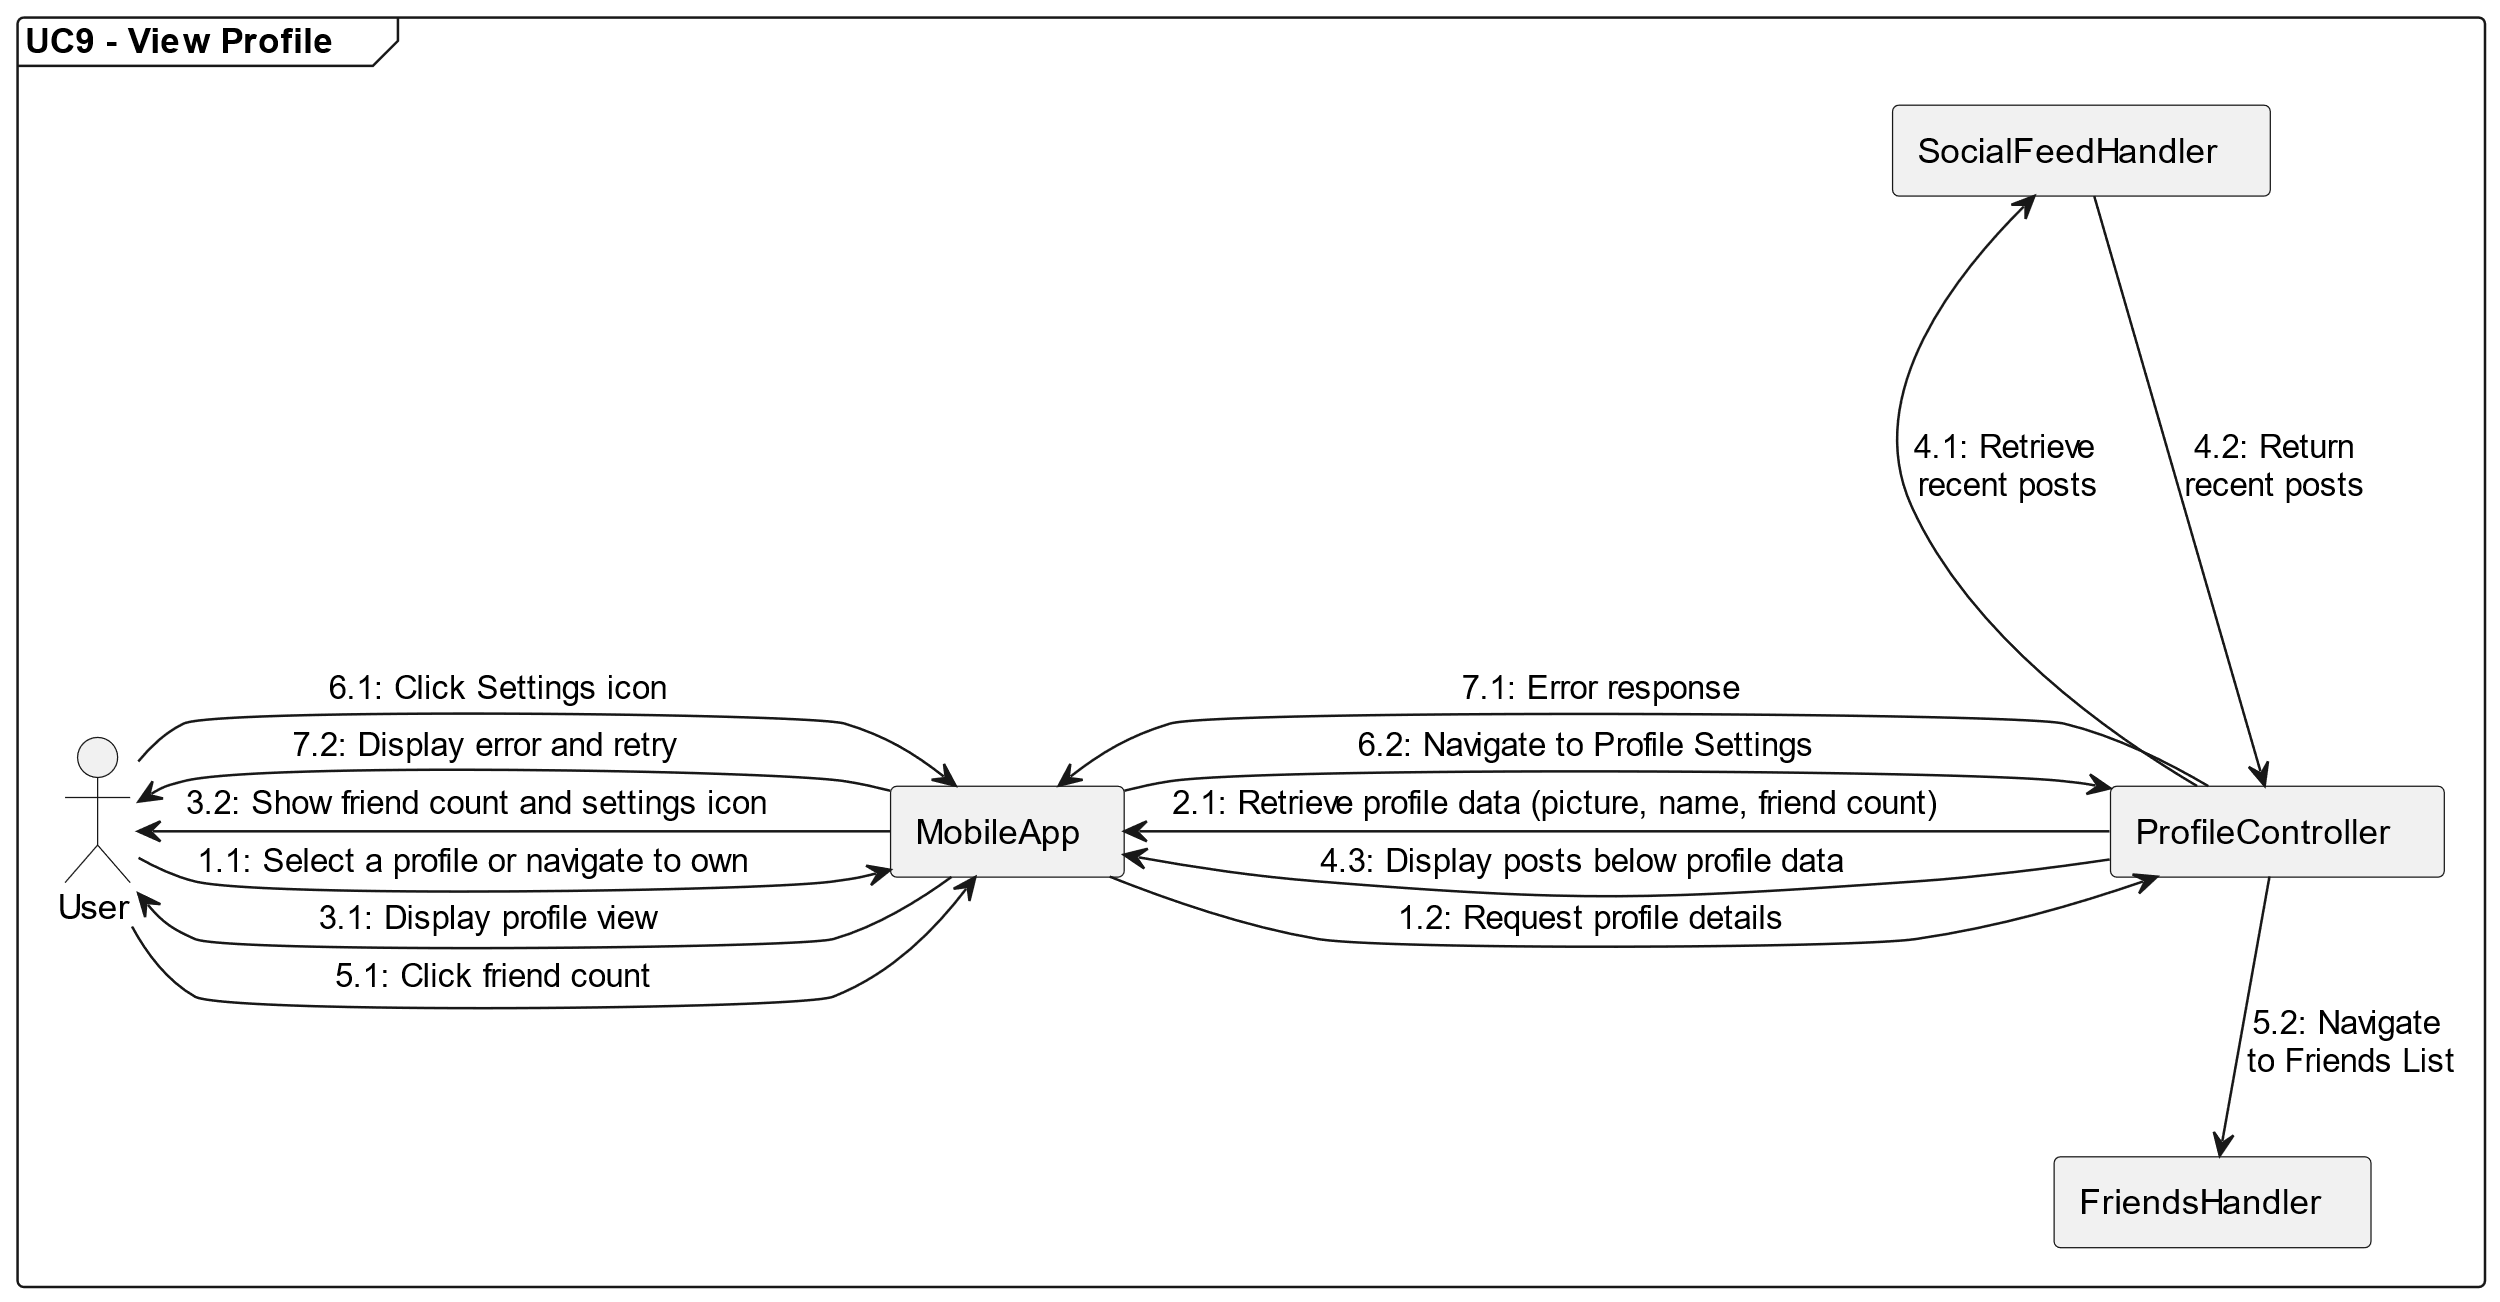 UC9 - View Profile
SocialFeedHandler
4.1: Retrieve
recent posts
4.2: Return
recent posts
6.1: Click Settings icon
7.1: Error response
7.2: Display error and retry
6.2: Navigate to Profile Settings
3.2: Show friend count and settings icon
2.1: Retrieve profile data (picture, name, friend count)
MobileApp
ProfileController
1.1: Select a profile or navigate to own
4.3: Display posts below profile data
User
3.1: Display profile view
1.2: Request profile details
5.1: Click friend count
5.2: Navigate
to Friends List
FriendsHandler